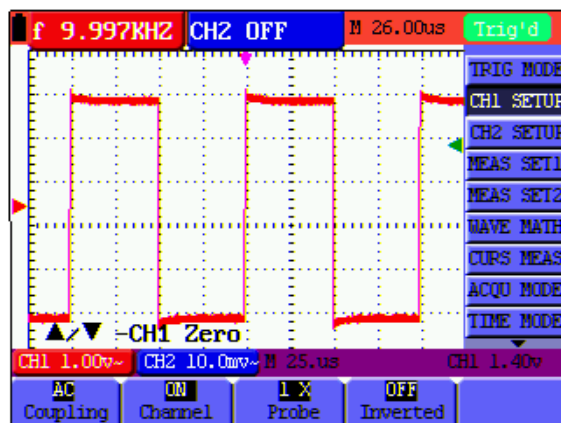 f 9.997KHZ CH2 OFF M 26.00us Trig'd
TRIG MODE
CH1 SETUP
CH2 SETUP
MEAS SET1
MEAS SET2
WAVE MATH
CURS MEAS
ACQU MODE
TIME MODE
▲/▼ -CH1 Zero
CH1 1.00v~ CH2 10.0mv~ M 25.us CH1 1.40v
AC ON 1 X OFF
Coupling Channel Probe Inverted